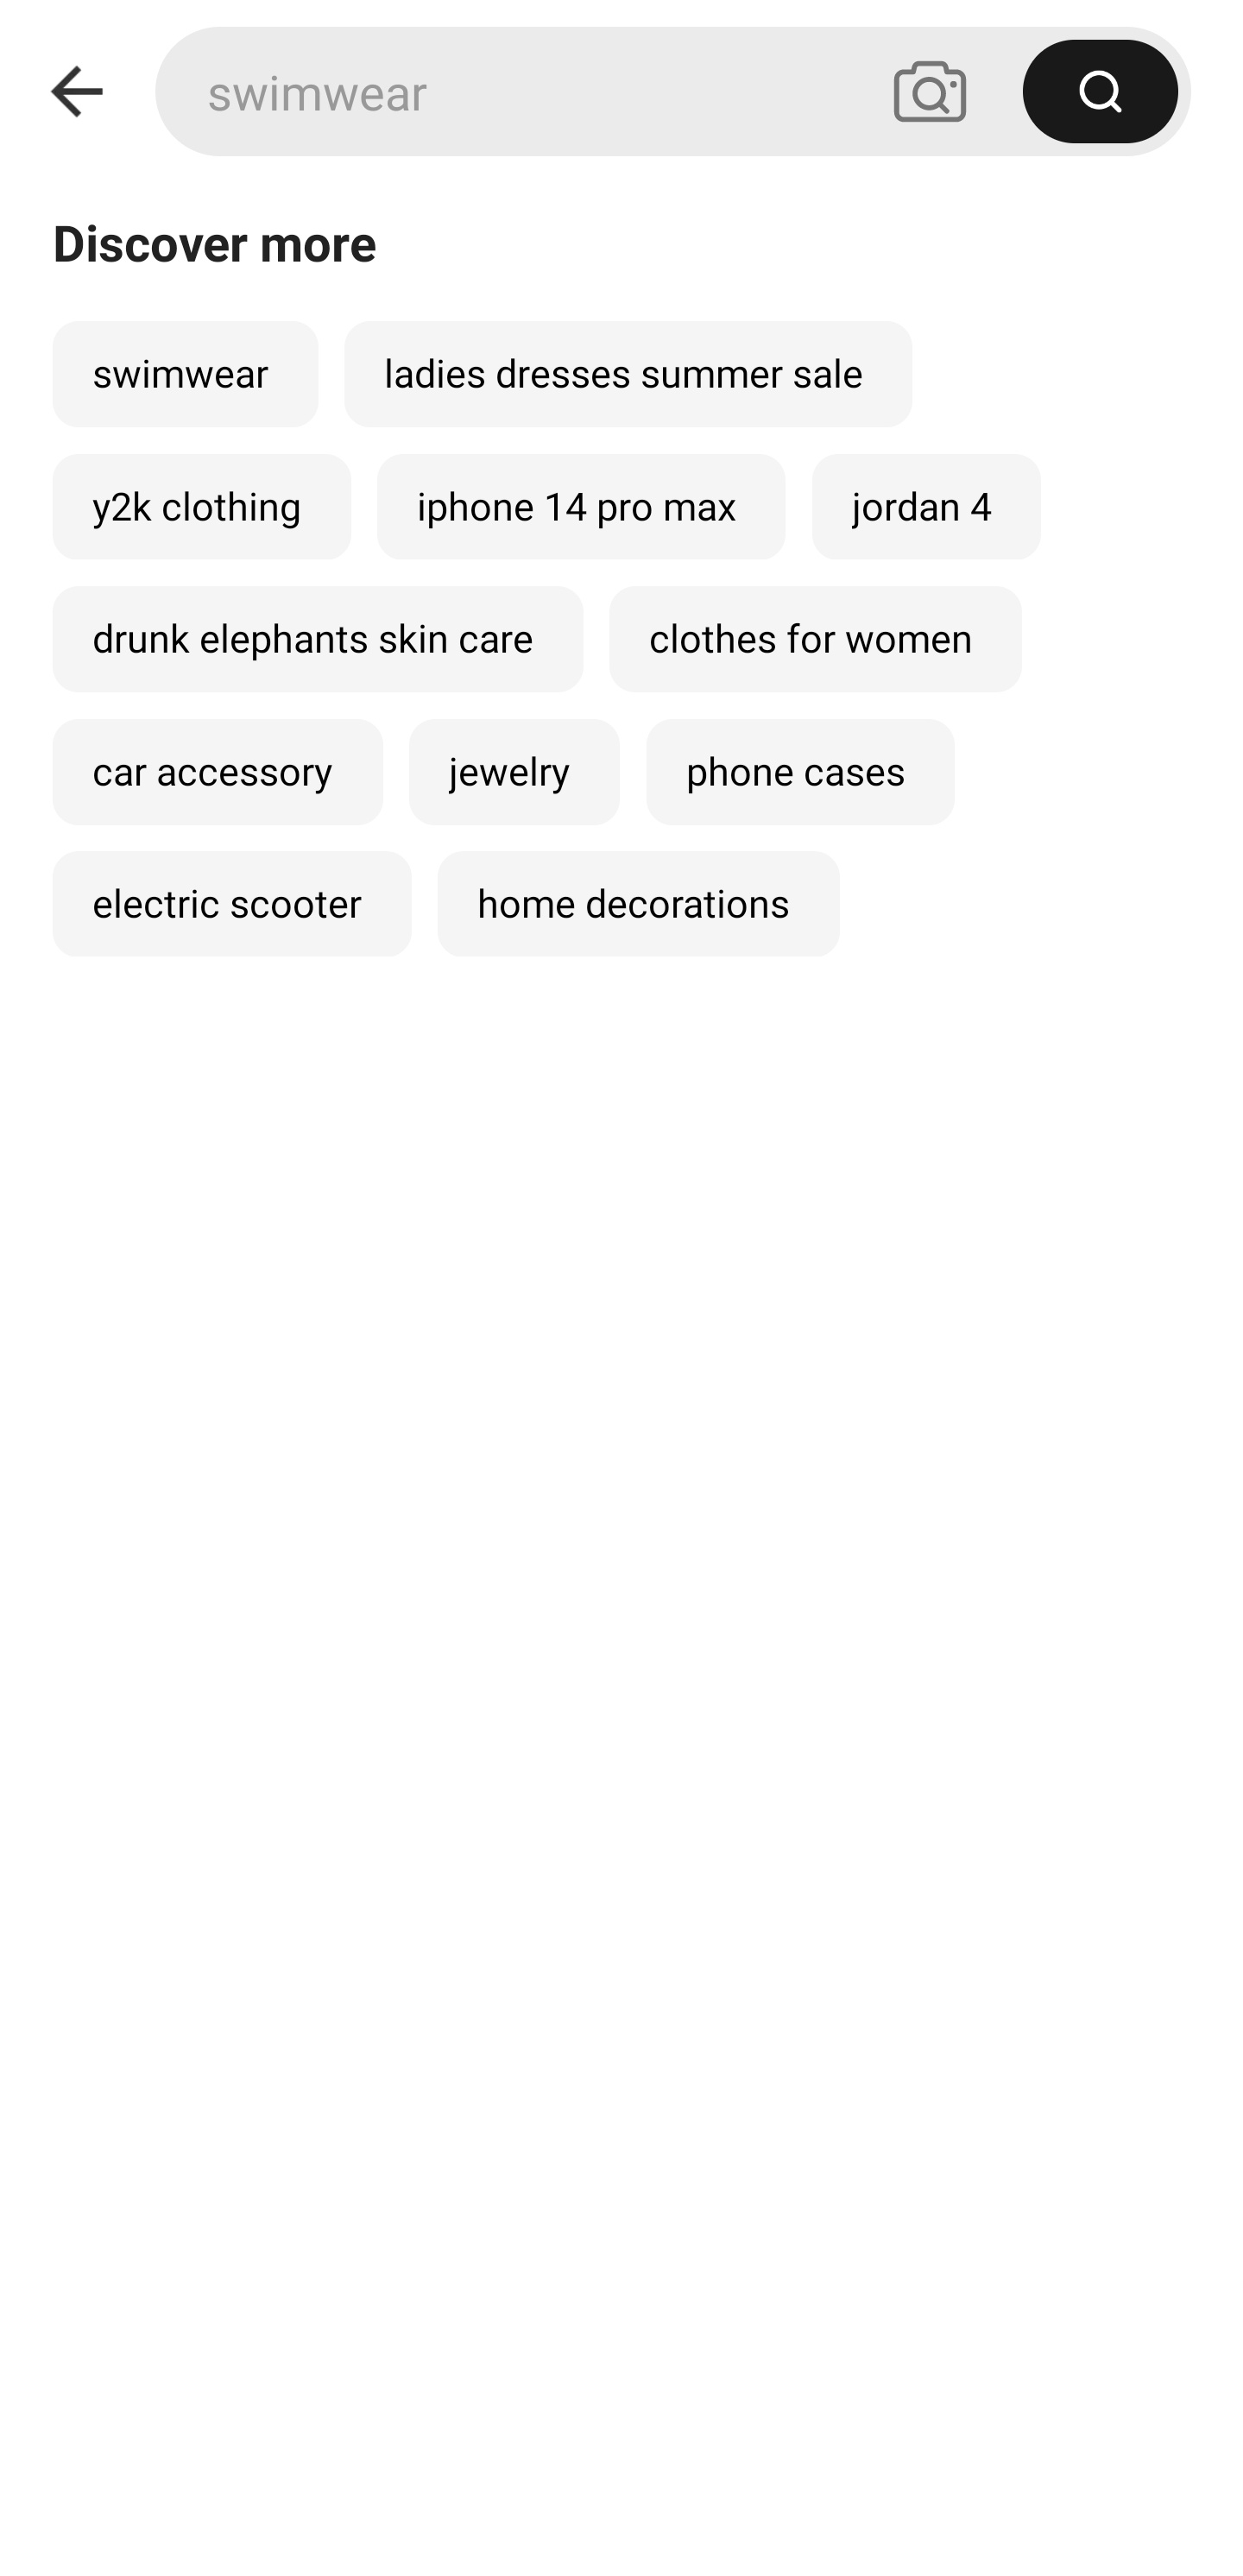 swimwear
Discover more
swimwear ladies dresses summer sale
y2k clothing iphone 14 pro max jordan 4
drunk elephants skin care clothes for women
car accessory jewelry phone cases
electric scooter home decorations